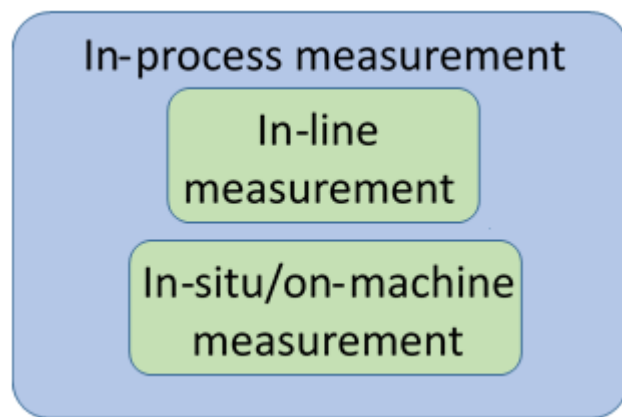 In-process measurement
In-line
measurement
In-situ/on-machine
measurement